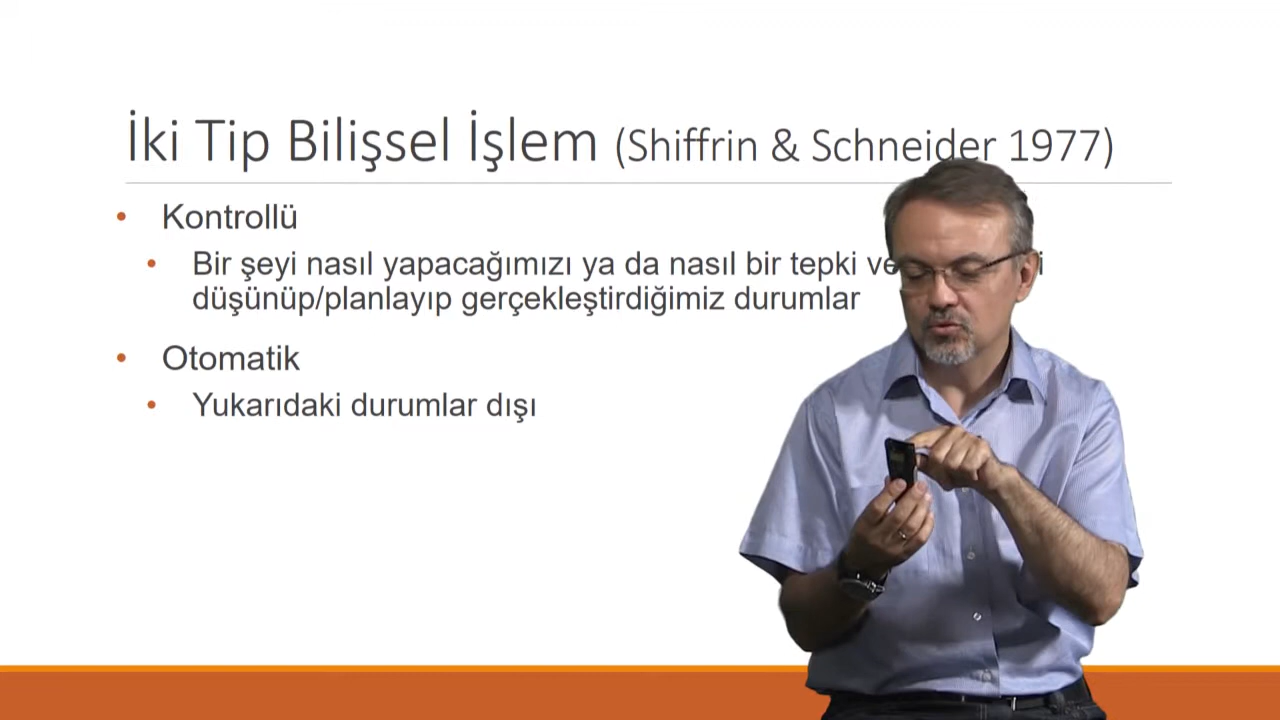 İki Tip Bilişsel İşlem (Shiffrin & Schneider 1977)
• Kontrollü
• Bir şeyi nasıl yapacağımızı ya da nasıl bir tepki
düşünüp/planlayıp gerçekleştirdiğimiz durumlar
• Otomatik
• Yukarıdaki durumlar dışı